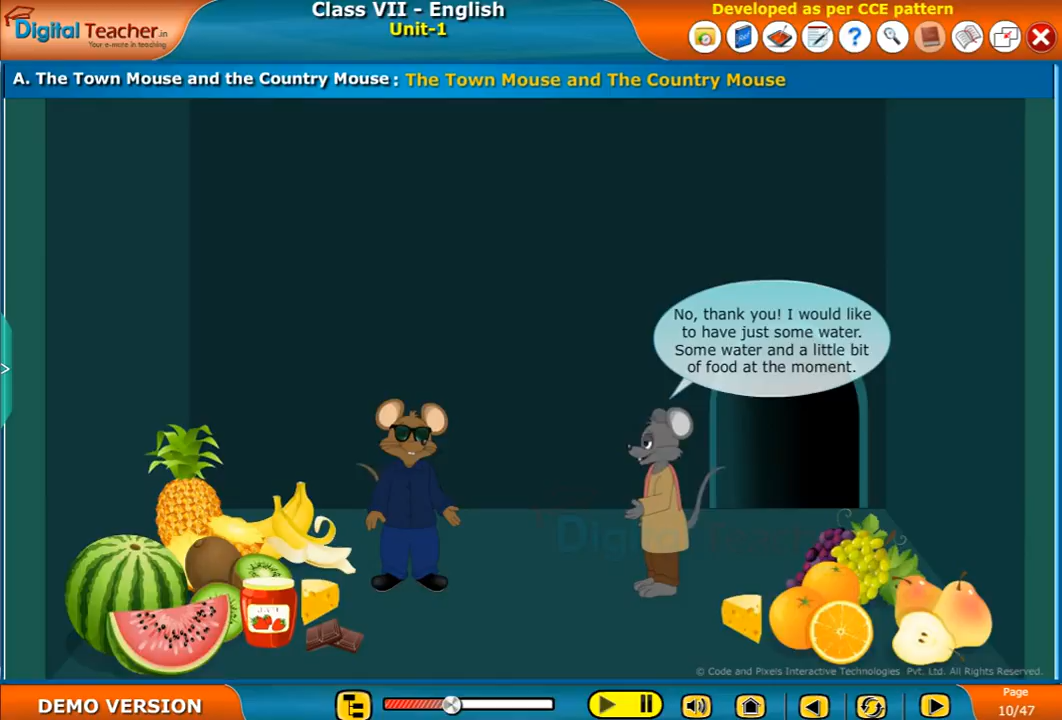 Digital Teacher.in
Your e-mate in teaching...
Class VII - English
Unit-1
Developed as per CCE pattern
Ref
A. The Town Mouse and the Country Mouse : The Town Mouse and The Country Mouse
No, thank you! I would like
to have just some water.
Some water and a little bit
of food at the moment.
JAM
Digital Teacher
© Code and Pixels Interactive Technologies Pvt. Ltd. All Rights Reserved.
DEMO VERSION
Page
10/47